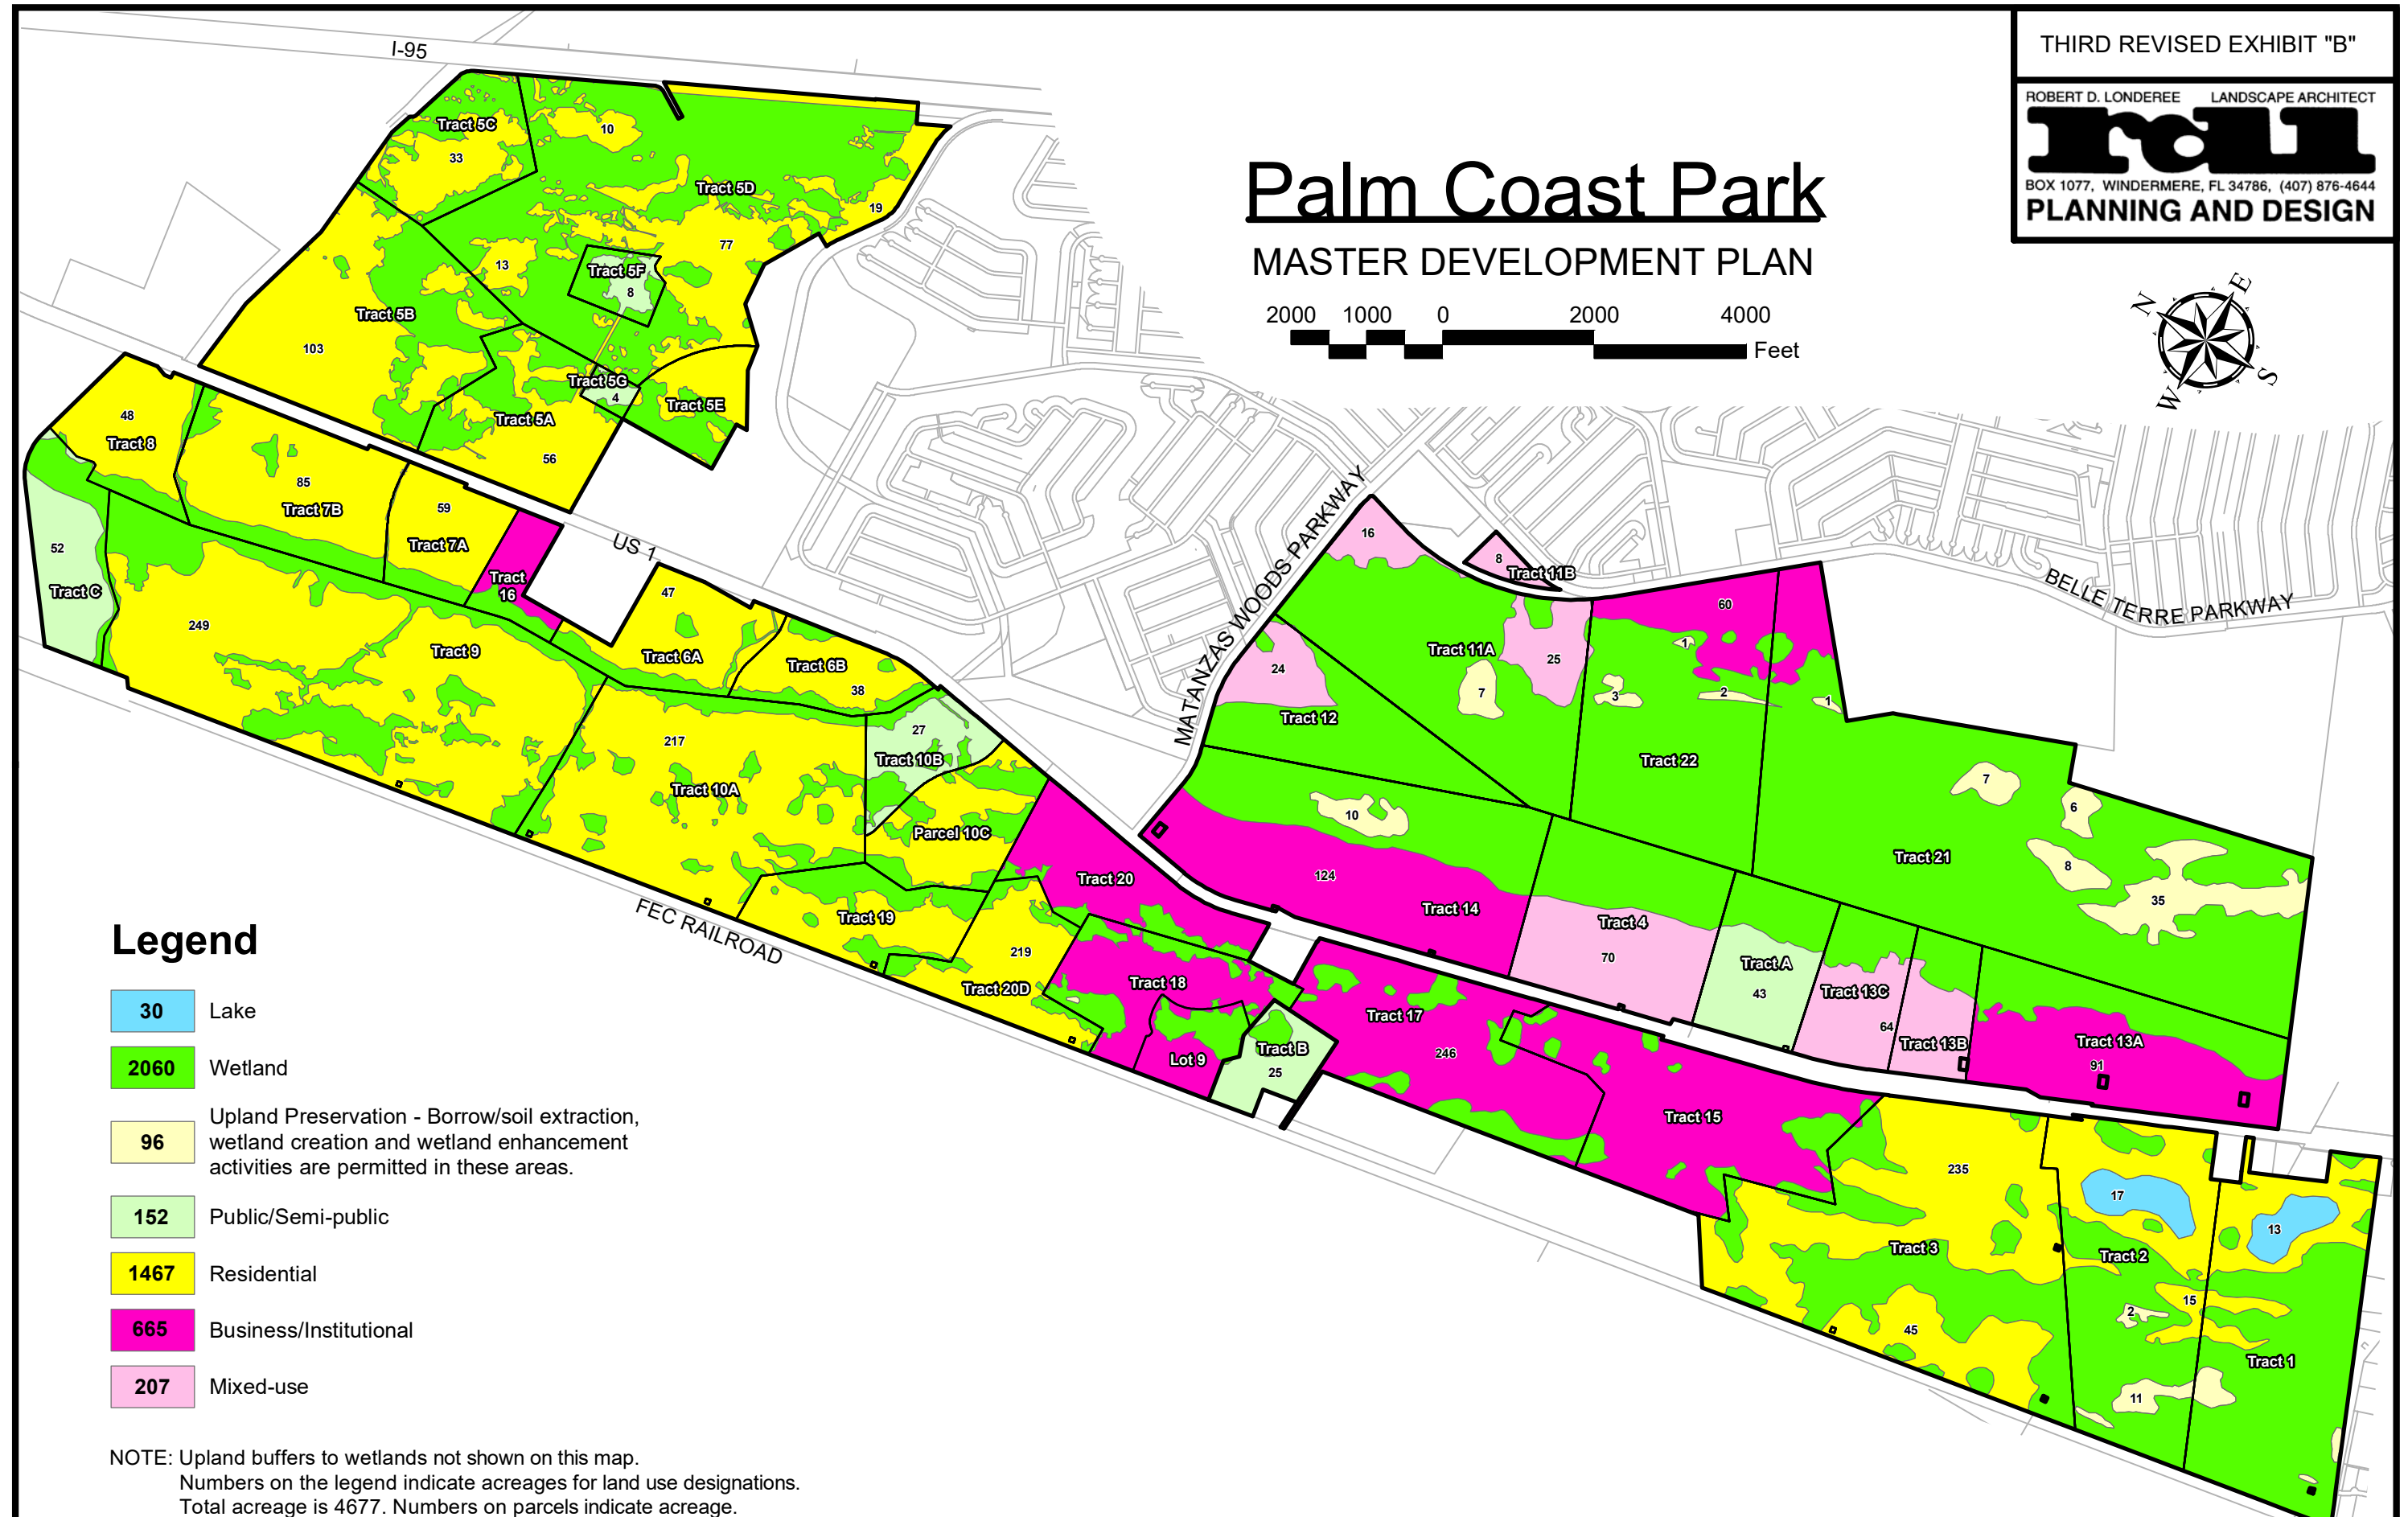 THIRD REVISED EXHIBIT "B"
ROBERT D. LONDEREE LANDSCAPE ARCHITECT
rdl
BOX 1077, WINDERMERE, FL 34786, (407) 876-4644
PLANNING AND DESIGN
Palm Coast Park
MASTER DEVELOPMENT PLAN
2000 1000 0 2000 4000
Feet
N
E
S
W
I-95
Tract 5C
33
10
Tract 5D
19
77
13
Tract 5F
8
Tract 5B
103
Tract 5G
4
Tract 5E
Tract 5A
56
48
Tract 8
85
Tract 7B
59
Tract 7A
US 1
52
Tract C
Tract
16
249
Tract 9
47
Tract 6A
Tract 6B
38
217
Tract 10A
27
Tract 10B
Parcel 10C
Tract 19
FEC RAILROAD
219
Tract 20D
Tract 20
Tract 18
Lot 9
Tract B
25
MATANZAS WOODS PARKWAY
BELLE TERRE PARKWAY
16
8
Tract 11B
Tract 11A
25
7
24
Tract 12
60
1
3
2
1
Tract 22
10
124
Tract 14
Tract 4
70
Tract A
43
Tract 13C
64
Tract 13B
Tract 13A
91
Tract 21
7
6
8
35
Tract 17
246
Tract 15
235
Tract 3
45
17
Tract 2
13
15
2
11
Tract 1
Legend
30 Lake
2060 Wetland
96 Upland Preservation - Borrow/soil extraction,
wetland creation and wetland enhancement
activities are permitted in these areas.
152 Public/Semi-public
1467 Residential
665 Business/Institutional
207 Mixed-use
NOTE: Upland buffers to wetlands not shown on this map.
Numbers on the legend indicate acreages for land use designations.
Total acreage is 4677. Numbers on parcels indicate acreage.